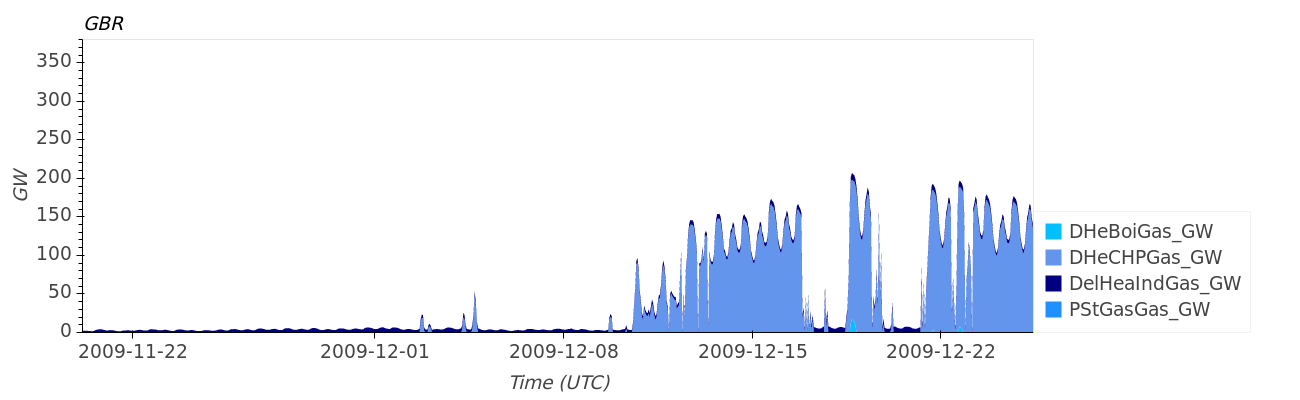 GBR
350
300
250
200
150
100
50
0
GW
2009-11-22 2009-12-01 2009-12-08 2009-12-15 2009-12-22
Time (UTC)
DHeBoiGas_GW
DHeCHPGas_GW
DelHeaIndGas_GW
PStGasGas_GW